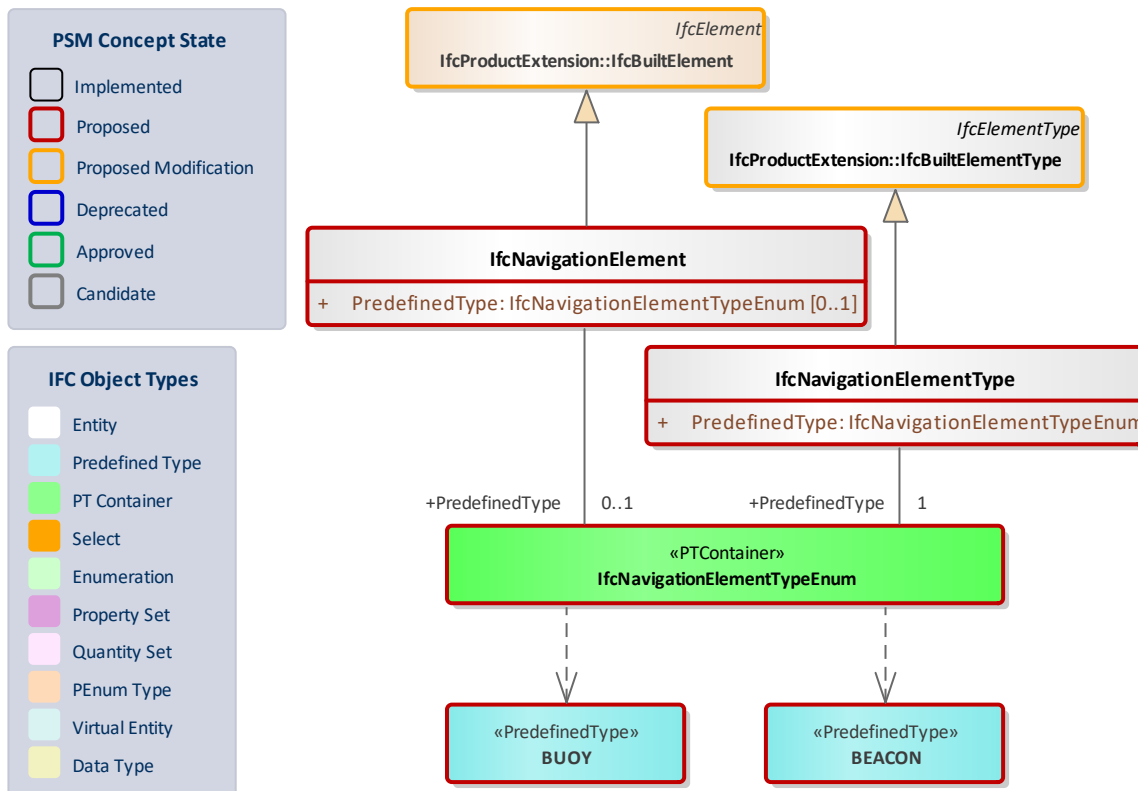 PSM Concept State
Implemented
Proposed
Proposed Modification
Deprecated
Approved
Candidate
IFC Object Types
Entity
Predefined Type
PT Container
Select
Enumeration
Property Set
Quantity Set
PEnum Type
Virtual Entity
Data Type
IfcElement
IfcProductExtension::IfcBuiltElement
IfcElementType
IfcProductExtension::IfcBuiltElementType
IfcNavigationElement
+ PredefinedType: IfcNavigationElementTypeEnum [0..1]
IfcNavigationElementType
+ PredefinedType: IfcNavigationElementTypeEnum
+PredefinedType 0..1
+PredefinedType 1
«PTContainer»
IfcNavigationElementTypeEnum
«PredefinedType»
BUOY
«PredefinedType»
BEACON